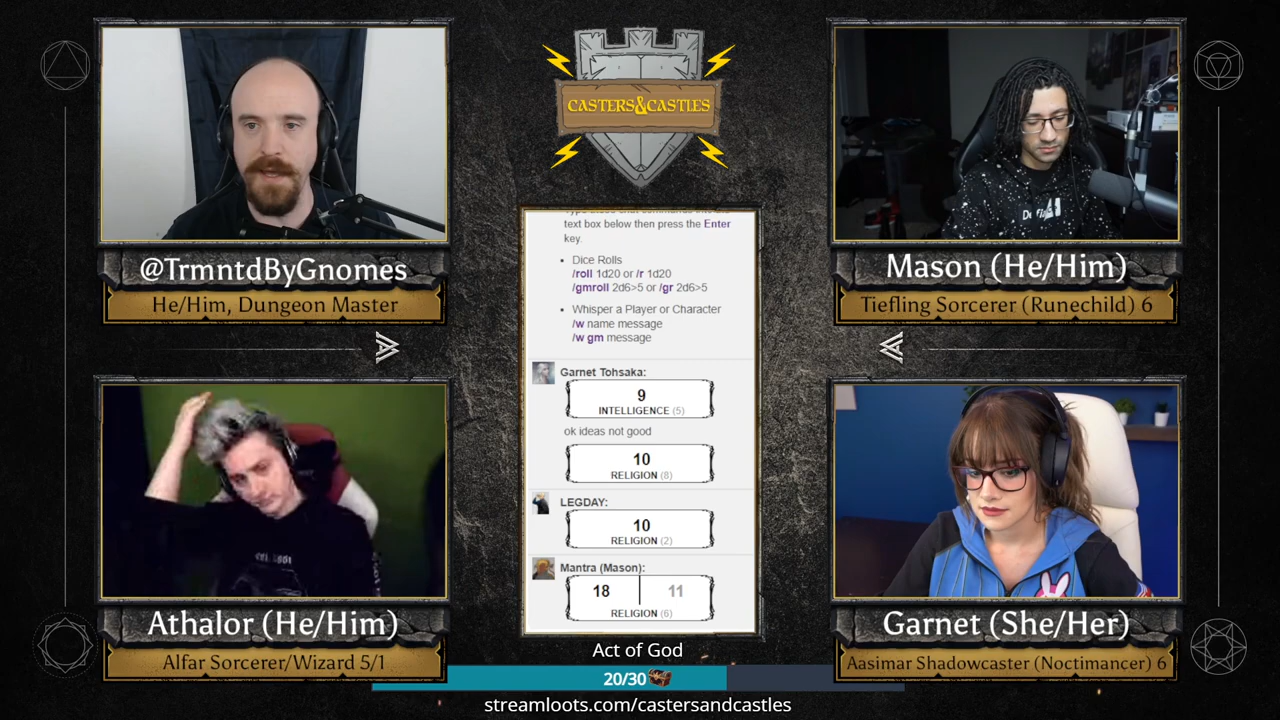 CASTERS&CASTLES
@TrmntdByGnomes
He/Him, Dungeon Master
Mason (He/Him)
Tiefling Sorcerer (Runechild) 6
text box below then press the Enter
key.
• Dice Rolls
/roll 1d20 or /r 1d20
/gmroll 2d6>5 or /gr 2d6>5
• Whisper a Player or Character
/w name message
/w gm message
Garnet Tohsaka:
9
INTELLIGENCE (5)
ok ideas not good
10
RELIGION (8)
LEGDAY:
10
RELIGION (2)
Mantra (Mason):
18 11
RELIGION (6)
Athalor (He/Him)
Alfar Sorcerer/Wizard 5/1
Garnet (She/Her)
Aasimar Shadowcaster (Noctimancer) 6
Act of God
20/30
streamloots.com/castersandcastles